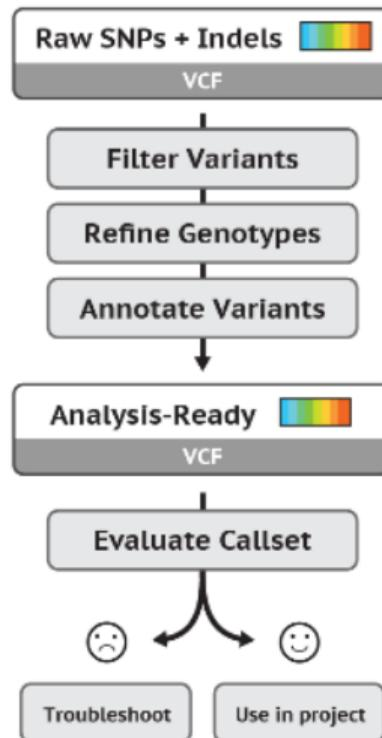 Raw SNPs + Indels
VCF
Filter Variants
Refine Genotypes
Annotate Variants
Analysis-Ready
VCF
Evaluate Callset
Troubleshoot
Use in project